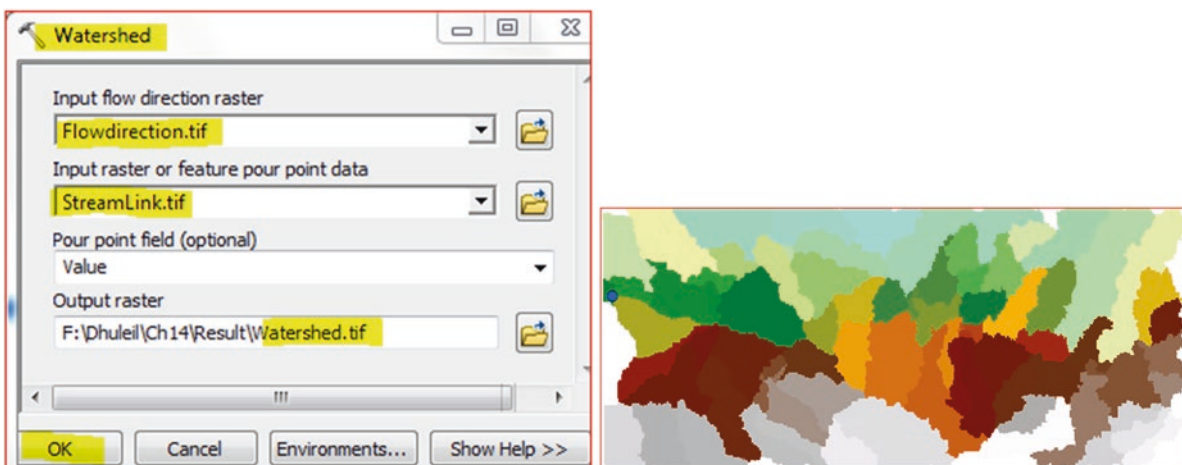 Watershed
Input flow direction raster
Flowdirection.tif
Input raster or feature pour point data
StreamLink.tif
Pour point field (optional)
Value
Output raster
F:\Dhuleil\Ch14\Result\Watershed.tif
OK
Cancel
Environments...
Show Help >>